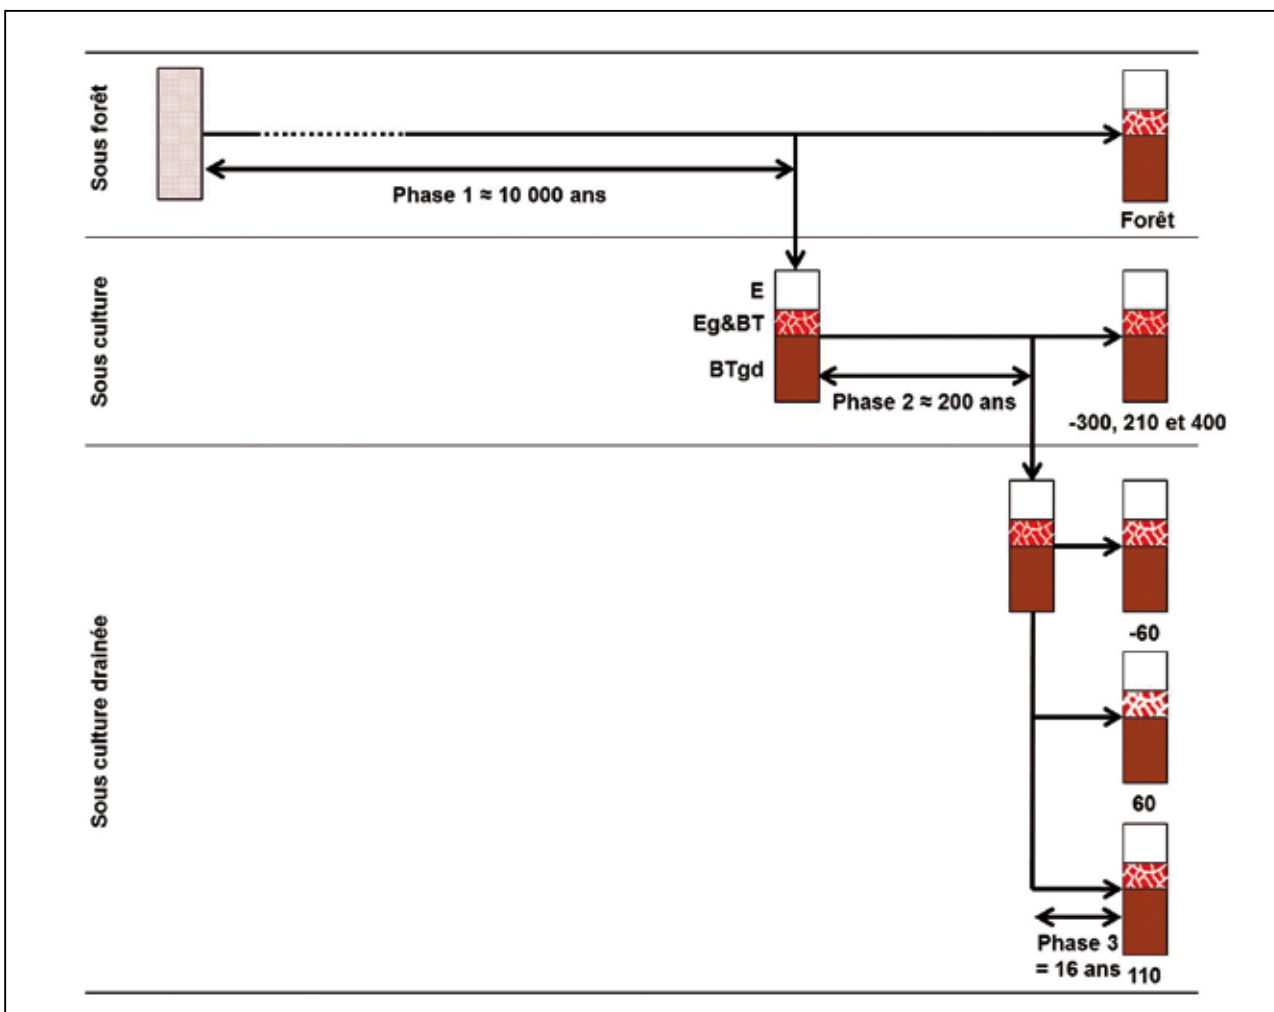 Sous forêt
Phase 1 ≈ 10 000 ans
Forêt
Sous culture
E
Eg&BT
BTgd
Phase 2 ≈ 200 ans
-300, 210 et 400
Sous culture drainée
-60
60
Phase 3
= 16 ans
110